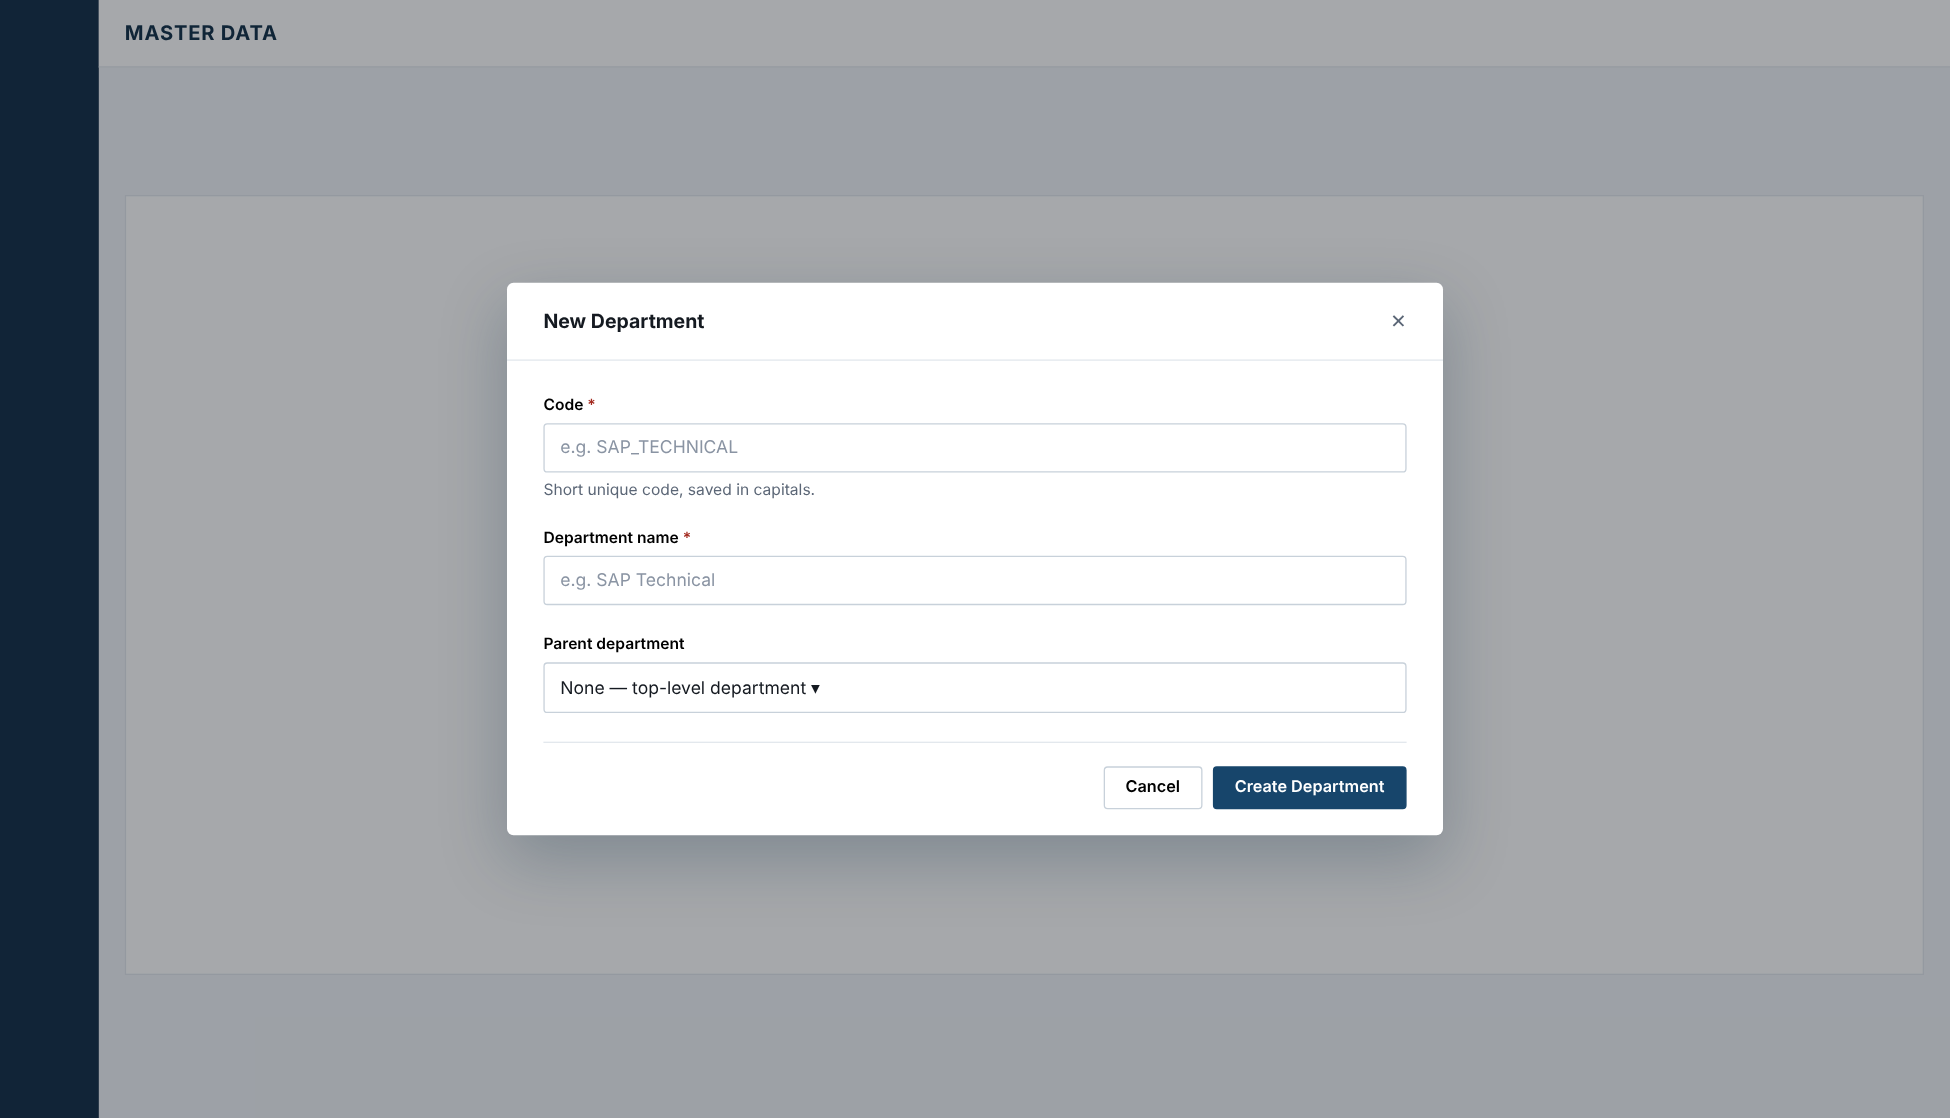 MASTER DATA
New Department ✕
Code *
e.g. SAP_TECHNICAL
Short unique code, saved in capitals.
Department name *
e.g. SAP Technical
Parent department
None — top-level department ▾
Cancel
Create Department